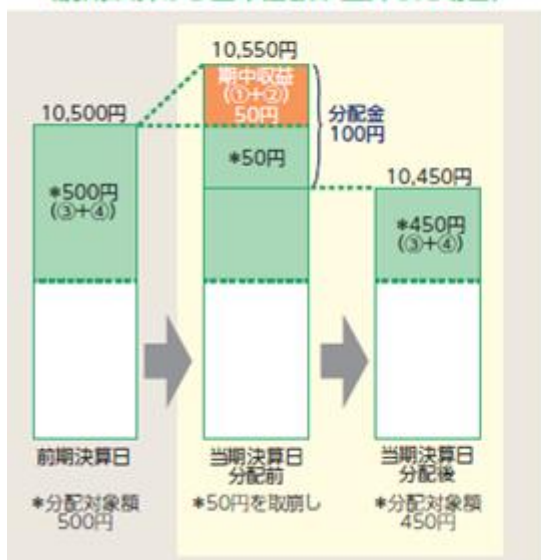 10,550円
期中収益
(①+②)
50円
分配金
100円
10,500円
*50円
10,450円
*500円
(③+④)
*450円
(③+④)
前期決算日
当期決算日
分配前
当期決算日
分配後
*分配対象額
500円
*50円を取崩し
*分配対象額
450円